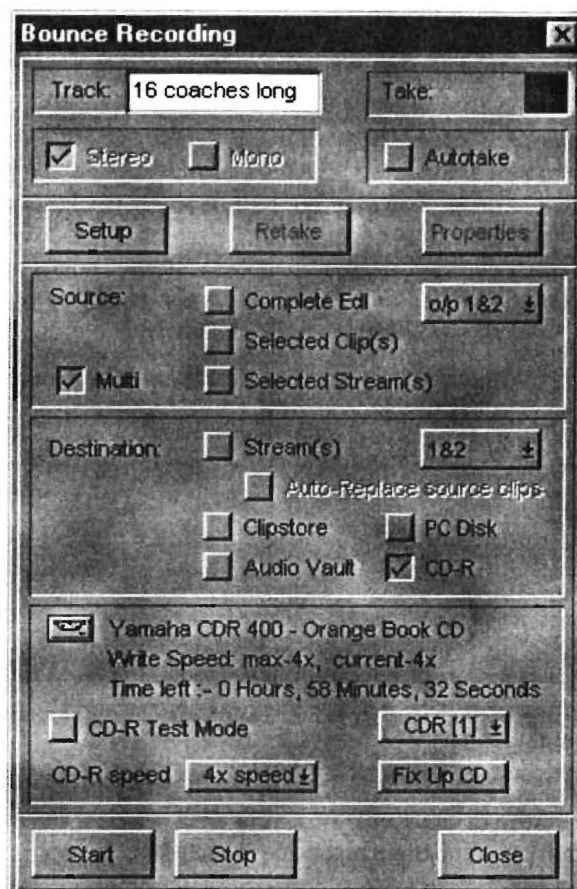 Bounce Recording
Track: 16 coaches long Take:
Stereo Mono Autotake
Setup Retake Properties
Source: Complete Edl o/p 1&2
Selected Clip(s)
Multi Selected Stream(s)
Destination: Stream(s) 1&2
Auto-Replace source clips
Clipstore PC Disk
Audio Vault CD-R
Yamaha CDR 400 - Orange Book CD
Write Speed: max-4x, current-4x
Time left :- 0 Hours, 58 Minutes, 32 Seconds
CD-R Test Mode CDR [1]
CD-R speed 4x speed Fix Up CD
Start Stop Close